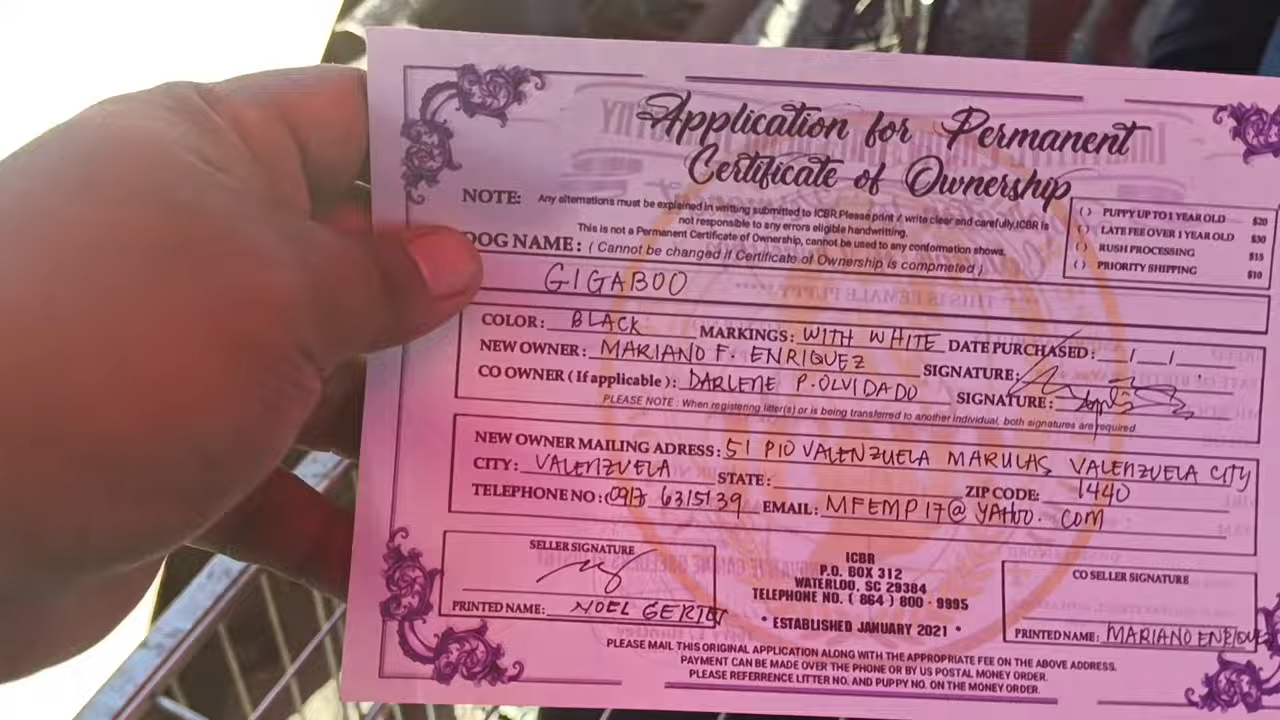 Application for Permanent
Certificate of Ownership
NOTE: Any alternations must be explained in writting submitted to ICBR.Please print / write clear and carefully.ICBR is
not responsible to any errors eligible handwritting.
This is not a Permanent Certificate of Ownership, cannot be used to any conformation shows.
( ) PUPPY UP TO 1 YEAR OLD $20
( ) LATE FEE OVER 1 YEAR OLD $30
( ) RUSH PROCESSING $15
( ) PRIORITY SHIPPING $10
DOG NAME: ( Cannot be changed if Certificate of Ownership is compmeted )
GIGABOO
COLOR: BLACK MARKINGS: WITH WHITE DATE PURCHASED: / /
NEW OWNER: MARIANO F. ENRIQUEZ SIGNATURE:
CO OWNER ( If applicable ): DARLENE P. OLVIDADO SIGNATURE:
PLEASE NOTE : When registering litter(s) or is being transferred to another individual, both signatures are required
NEW OWNER MAILING ADRESS: 51 PIO VALENZUELA MARULAS VALENZUELA CITY
CITY: VALENZUELA STATE: ZIP CODE: 1440
TELEPHONE NO: 0917 6315139 EMAIL: MFEMP17@YAHOO.COM
SELLER SIGNATURE
PRINTED NAME: NOEL
ICBR
P.O. BOX 312
WATERLOO, SC 29384
TELEPHONE NO. ( 864 ) 800 - 9995
• ESTABLISHED JANUARY 2021 •
CO SELLER SIGNATURE
PRINTED NAME: MARIANO ENRIQUEZ
PLEASE MAIL THIS ORIGINAL APPLICATION ALONG WITH THE APPROPRIATE FEE ON THE ABOVE ADDRESS.
PAYMENT CAN BE MADE OVER THE PHONE OR BY US POSTAL MONEY ORDER.
PLEASE REFERRENCE LITTER NO. AND PUPPY NO. ON THE MONEY ORDER.